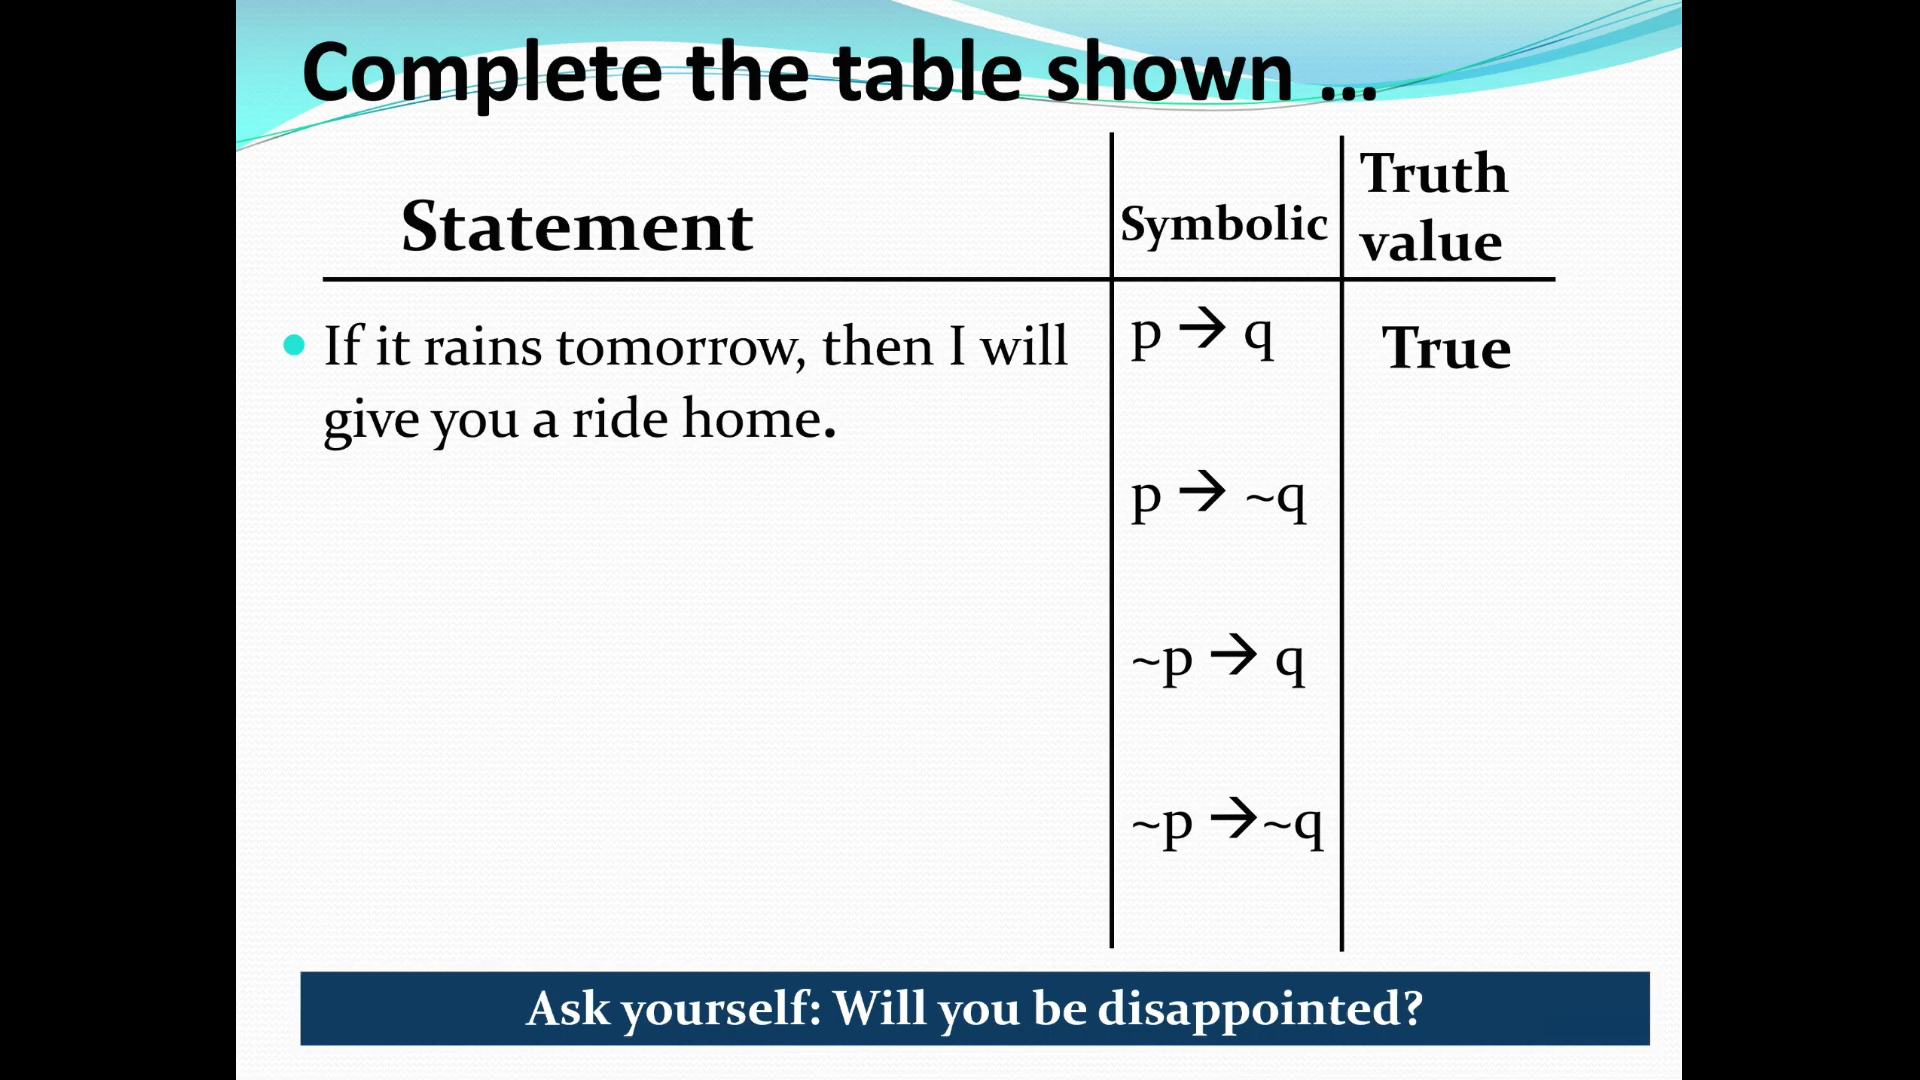 Complete the table shown ...
Statement
Symbolic
Truth
value
• If it rains tomorrow, then I will
give you a ride home.
p → q
True
p → ~q
~p → q
~p →~q
Ask yourself: Will you be disappointed?